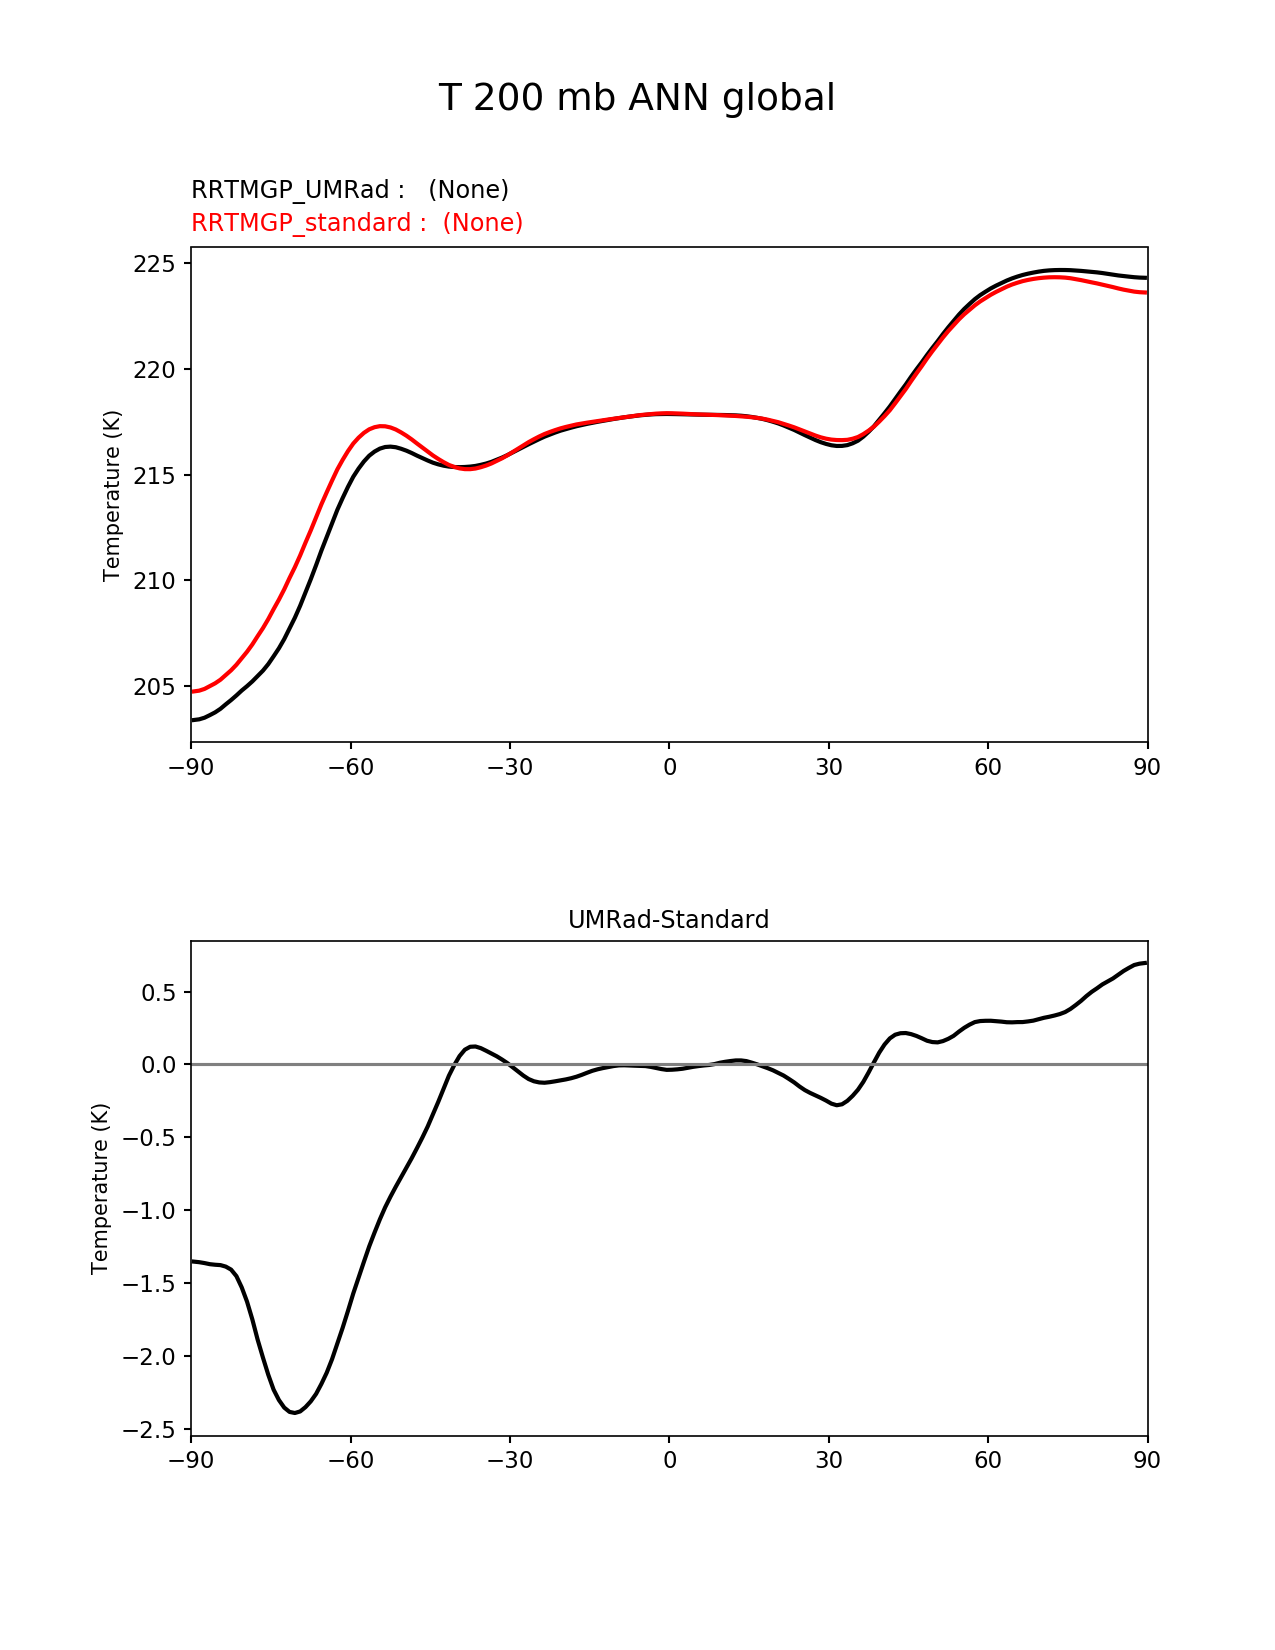 T 200 mb ANN global
RRTMGP_UMRad :   (None)
RRTMGP_standard :  (None)
225
220
215
210
205
Temperature (K)
−90 −60 −30 0 30 60 90
UMRad-Standard
0.5
0.0
−0.5
−1.0
−1.5
−2.0
−2.5
Temperature (K)
−90 −60 −30 0 30 60 90